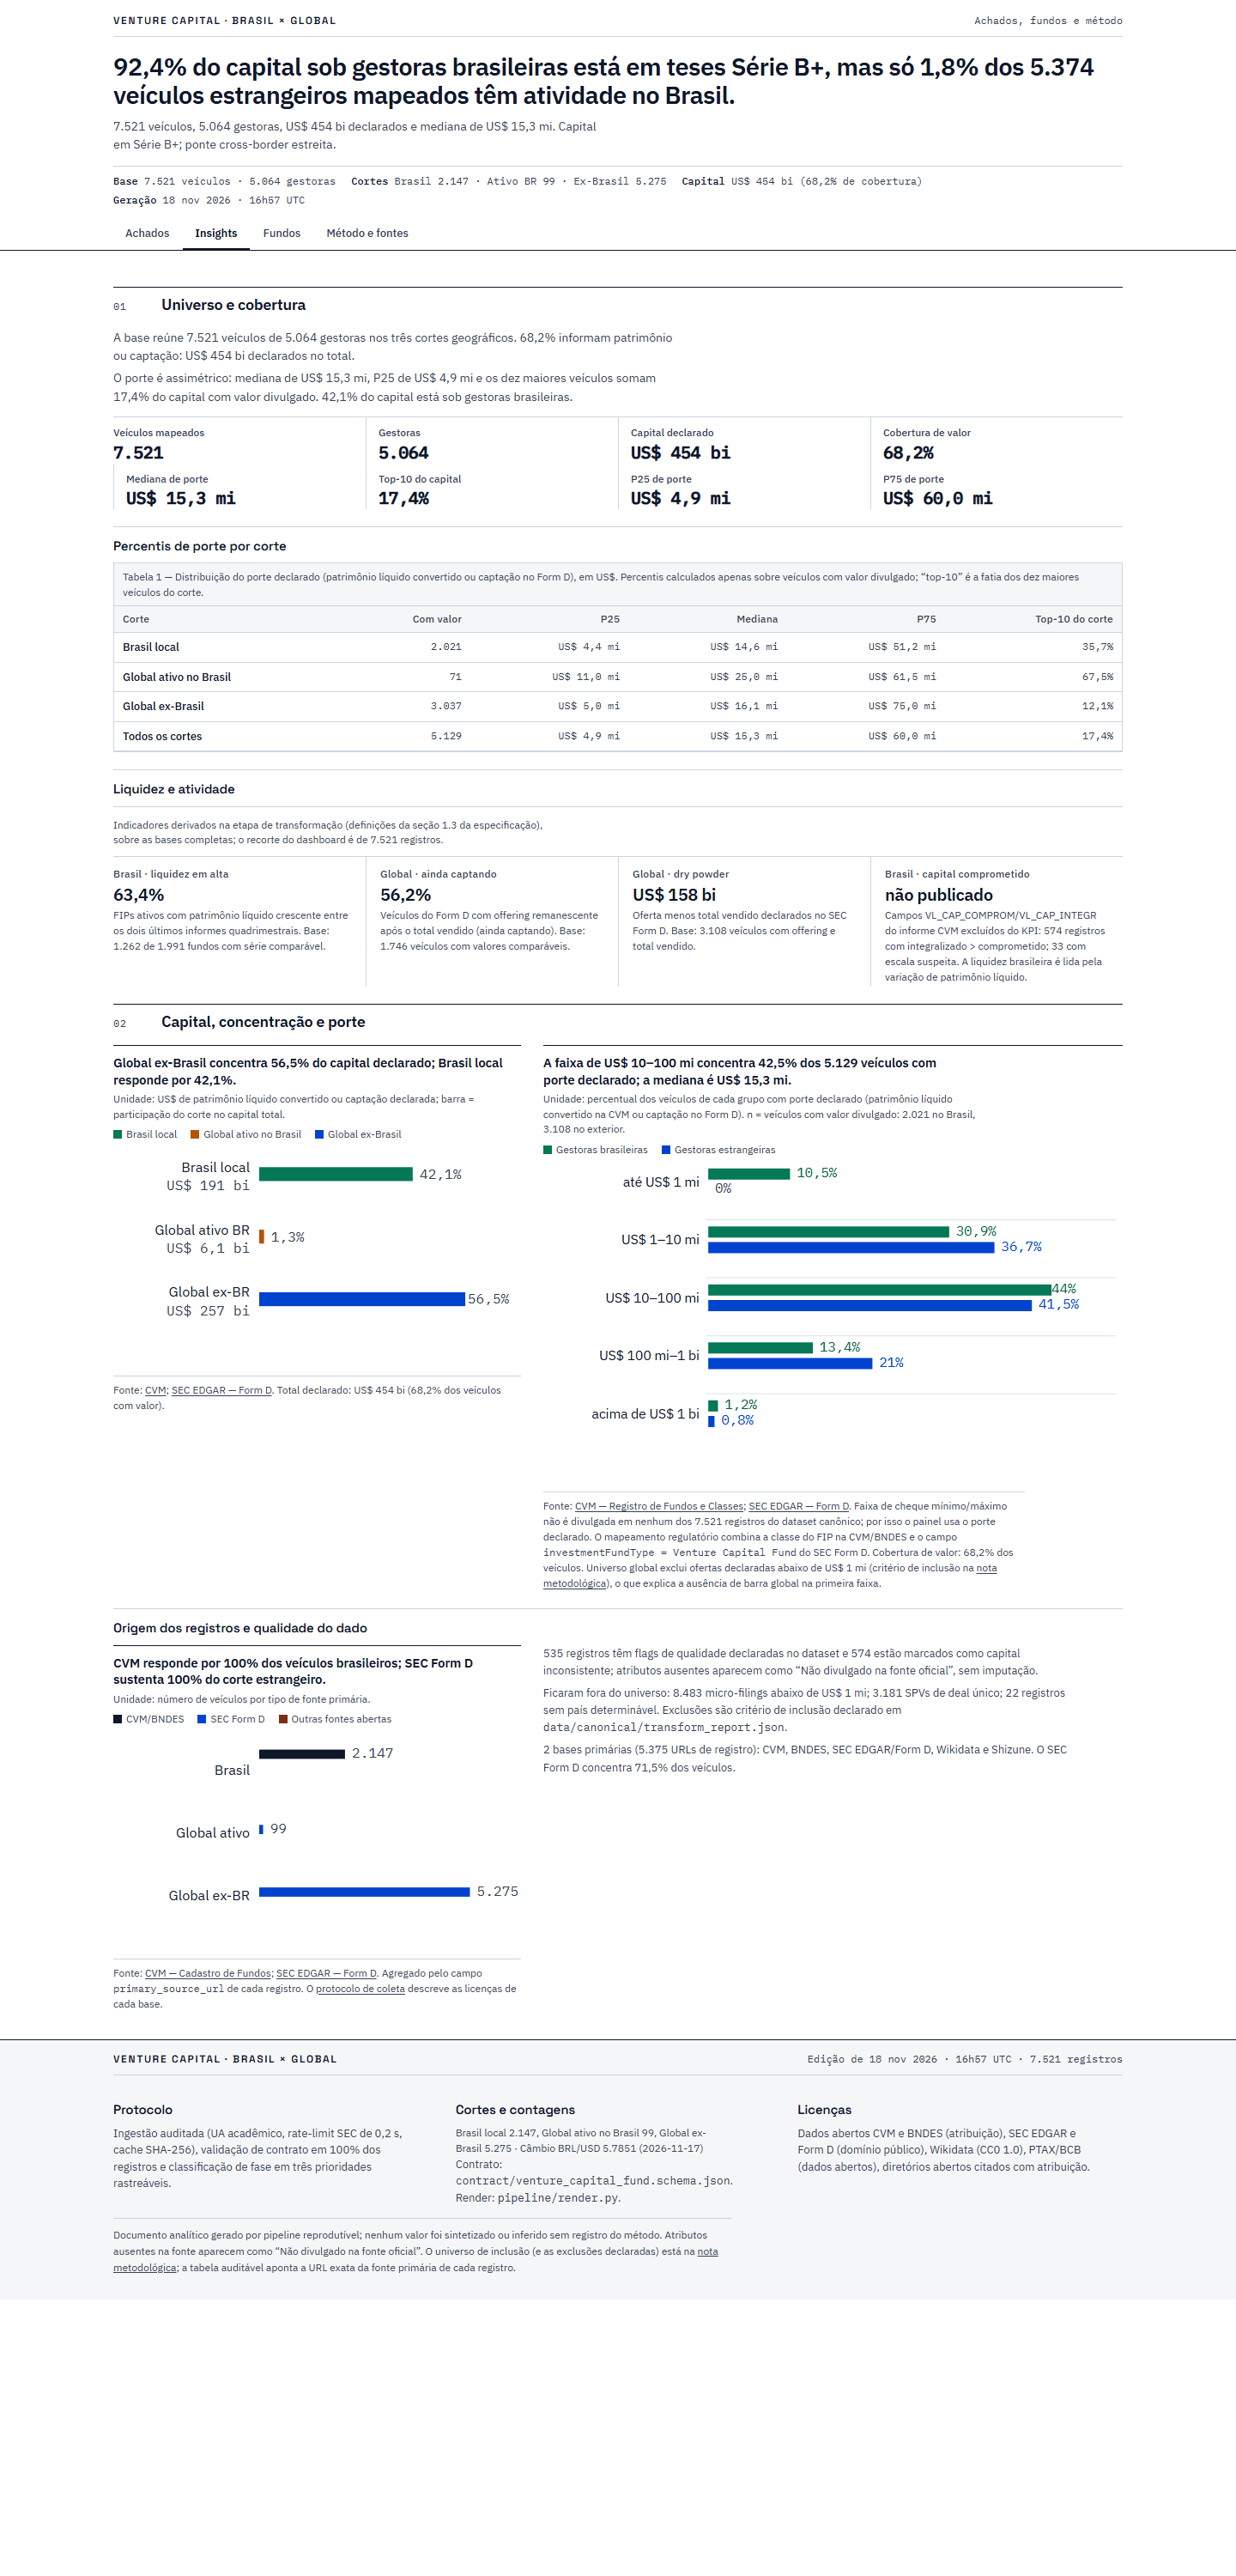 VENTURE CAPITAL · BRASIL × GLOBAL
Achados, fundos e método
92,4% do capital sob gestoras brasileiras está em teses Série B+, mas só 1,8% dos 5.374
veículos estrangeiros mapeados têm atividade no Brasil.
7.521 veículos, 5.064 gestoras, US$ 454 bi declarados e mediana de US$ 15,3 mi. Capital
em Série B+; ponte cross-border estreita.
Base 7.521 veículos · 5.064 gestoras Cortes Brasil 2.147 · Ativo BR 99 · Ex-Brasil 5.275 Capital US$ 454 bi (68,2% de cobertura)
Geração 18 nov 2026 · 16h57 UTC
Achados Insights Fundos Método e fontes
01 Universo e cobertura
A base reúne 7.521 veículos de 5.064 gestoras nos três cortes geográficos. 68,2% informam patrimônio
ou captação: US$ 454 bi declarados no total.
O porte é assimétrico: mediana de US$ 15,3 mi, P25 de US$ 4,9 mi e os dez maiores veículos somam
17,4% do capital com valor divulgado. 42,1% do capital está sob gestoras brasileiras.
Veículos mapeados
7.521
Gestoras
5.064
Capital declarado
US$ 454 bi
Cobertura de valor
68,2%
Mediana de porte
US$ 15,3 mi
Top-10 do capital
17,4%
P25 de porte
US$ 4,9 mi
P75 de porte
US$ 60,0 mi
Percentis de porte por corte
Tabela 1 — Distribuição do porte declarado (patrimônio líquido convertido ou captação no Form D), em US$. Percentis calculados apenas sobre veículos com valor divulgado; “top-10” é a fatia dos dez maiores
veículos do corte.
Corte Com valor P25 Mediana P75 Top-10 do corte
Brasil local 2.021 US$ 4,4 mi US$ 14,6 mi US$ 51,2 mi 35,7%
Global ativo no Brasil 71 US$ 11,0 mi US$ 25,0 mi US$ 61,5 mi 67,5%
Global ex-Brasil 3.037 US$ 5,0 mi US$ 16,1 mi US$ 75,0 mi 12,1%
Todos os cortes 5.129 US$ 4,9 mi US$ 15,3 mi US$ 60,0 mi 17,4%
Liquidez e atividade
Indicadores derivados na etapa de transformação (definições da seção 1.3 da especificação),
sobre as bases completas; o recorte do dashboard é de 7.521 registros.
Brasil · liquidez em alta
63,4%
FIPs ativos com patrimônio líquido crescente entre
os dois últimos informes quadrimestrais. Base:
1.262 de 1.991 fundos com série comparável.
Global · ainda captando
56,2%
Veículos do Form D com offering remanescente
após o total vendido (ainda captando). Base:
1.746 veículos com valores comparáveis.
Global · dry powder
US$ 158 bi
Oferta menos total vendido declarados no SEC
Form D. Base: 3.108 veículos com offering e
total vendido.
Brasil · capital comprometido
não publicado
Campos VL_CAP_COMPROM/VL_CAP_INTEGR
do informe CVM excluídos do KPI: 574 registros
com integralizado > comprometido; 33 com
escala suspeita. A liquidez brasileira é lida pela
variação de patrimônio líquido.
02 Capital, concentração e porte
Global ex-Brasil concentra 56,5% do capital declarado; Brasil local
responde por 42,1%.
Unidade: US$ de patrimônio líquido convertido ou captação declarada; barra =
participação do corte no capital total.
Brasil local Global ativo no Brasil Global ex-Brasil
Brasil local
US$ 191 bi
42,1%
Global ativo BR
US$ 6,1 bi
1,3%
Global ex-BR
US$ 257 bi
56,5%
Fonte: CVM; SEC EDGAR — Form D. Total declarado: US$ 454 bi (68,2% dos veículos
com valor).
A faixa de US$ 10–100 mi concentra 42,5% dos 5.129 veículos com
porte declarado; a mediana é US$ 15,3 mi.
Unidade: percentual dos veículos de cada grupo com porte declarado (patrimônio líquido
convertido na CVM ou captação no Form D). n = veículos com valor divulgado: 2.021 no Brasil,
3.108 no exterior.
Gestoras brasileiras Gestoras estrangeiras
até US$ 1 mi
10,5%
0%
US$ 1–10 mi
30,9%
36,7%
US$ 10–100 mi
44%
41,5%
US$ 100 mi–1 bi
13,4%
21%
acima de US$ 1 bi
1,2%
0,8%
Fonte: CVM — Registro de Fundos e Classes; SEC EDGAR — Form D. Faixa de cheque mínimo/máximo
não é divulgada em nenhum dos 7.521 registros do dataset canônico; por isso o painel usa o porte
declarado. O mapeamento regulatório combina a classe do FIP na CVM/BNDES e o campo
investmentFundType = Venture Capital Fund do SEC Form D. Cobertura de valor: 68,2% dos
veículos. Universo global exclui ofertas declaradas abaixo de US$ 1 mi (critério de inclusão na nota
metodológica), o que explica a ausência de barra global na primeira faixa.
Origem dos registros e qualidade do dado
CVM responde por 100% dos veículos brasileiros; SEC Form D
sustenta 100% do corte estrangeiro.
Unidade: número de veículos por tipo de fonte primária.
CVM/BNDES SEC Form D Outras fontes abertas
Brasil
2.147
Global ativo
99
Global ex-BR
5.275
Fonte: CVM — Cadastro de Fundos; SEC EDGAR — Form D. Agregado pelo campo
primary_source_url de cada registro. O protocolo de coleta descreve as licenças de
cada base.
535 registros têm flags de qualidade declaradas no dataset e 574 estão marcados como capital
inconsistente; atributos ausentes aparecem como “Não divulgado na fonte oficial”, sem imputação.
Ficaram fora do universo: 8.483 micro-filings abaixo de US$ 1 mi; 3.181 SPVs de deal único; 22 registros
sem país determinável. Exclusões são critério de inclusão declarado em
data/canonical/transform_report.json.
2 bases primárias (5.375 URLs de registro): CVM, BNDES, SEC EDGAR/Form D, Wikidata e Shizune. O SEC
Form D concentra 71,5% dos veículos.
VENTURE CAPITAL · BRASIL × GLOBAL
Edição de 18 nov 2026 · 16h57 UTC · 7.521 registros
Protocolo
Ingestão auditada (UA acadêmico, rate-limit SEC de 0,2 s,
cache SHA-256), validação de contrato em 100% dos
registros e classificação de fase em três prioridades
rastreáveis.
Cortes e contagens
Brasil local 2.147, Global ativo no Brasil 99, Global ex-
Brasil 5.275 · Câmbio BRL/USD 5.7851 (2026-11-17)
Contrato:
contract/venture_capital_fund.schema.json.
Render: pipeline/render.py.
Licenças
Dados abertos CVM e BNDES (atribuição), SEC EDGAR e
Form D (domínio público), Wikidata (CC0 1.0), PTAX/BCB
(dados abertos), diretórios abertos citados com atribuição.
Documento analítico gerado por pipeline reprodutível; nenhum valor foi sintetizado ou inferido sem registro do método. Atributos
ausentes na fonte aparecem como “Não divulgado na fonte oficial”. O universo de inclusão (e as exclusões declaradas) está na nota
metodológica; a tabela auditável aponta a URL exata da fonte primária de cada registro.